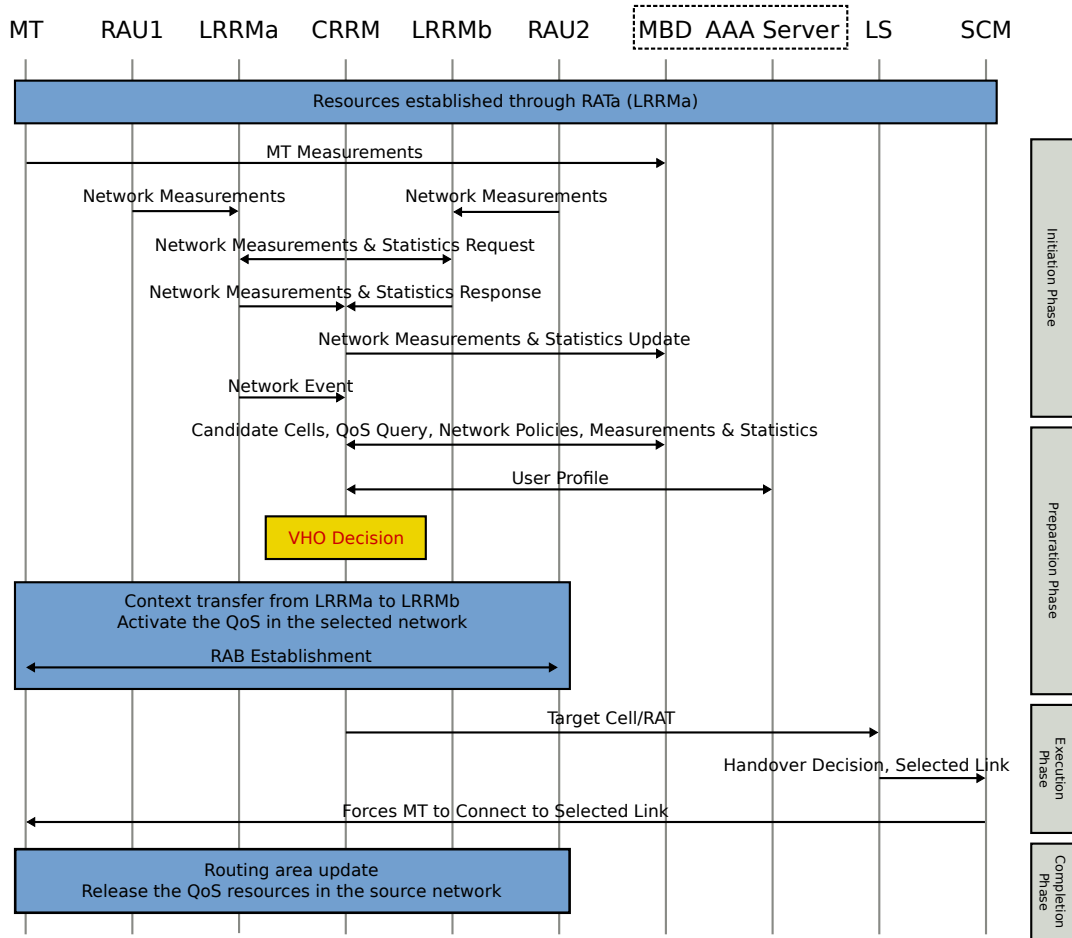 MT RAU1 LRRMa CRRM LRRMb RAU2 MBD AAA Server LS SCM
Resources established through RATa (LRRMa)
MT Measurements
Network Measurements Network Measurements
Network Measurements & Statistics Request
Network Measurements & Statistics Response
Network Measurements & Statistics Update
Network Event
Candidate Cells, QoS Query, Network Policies, Measurements & Statistics
User Profile
VHO Decision
Context transfer from LRRMa to LRRMb
Activate the QoS in the selected network
RAB Establishment
Target Cell/RAT
Handover Decision, Selected Link
Forces MT to Connect to Selected Link
Routing area update
Release the QoS resources in the source network
Initiation Phase
Preparation Phase
Execution
Phase
Completion
Phase